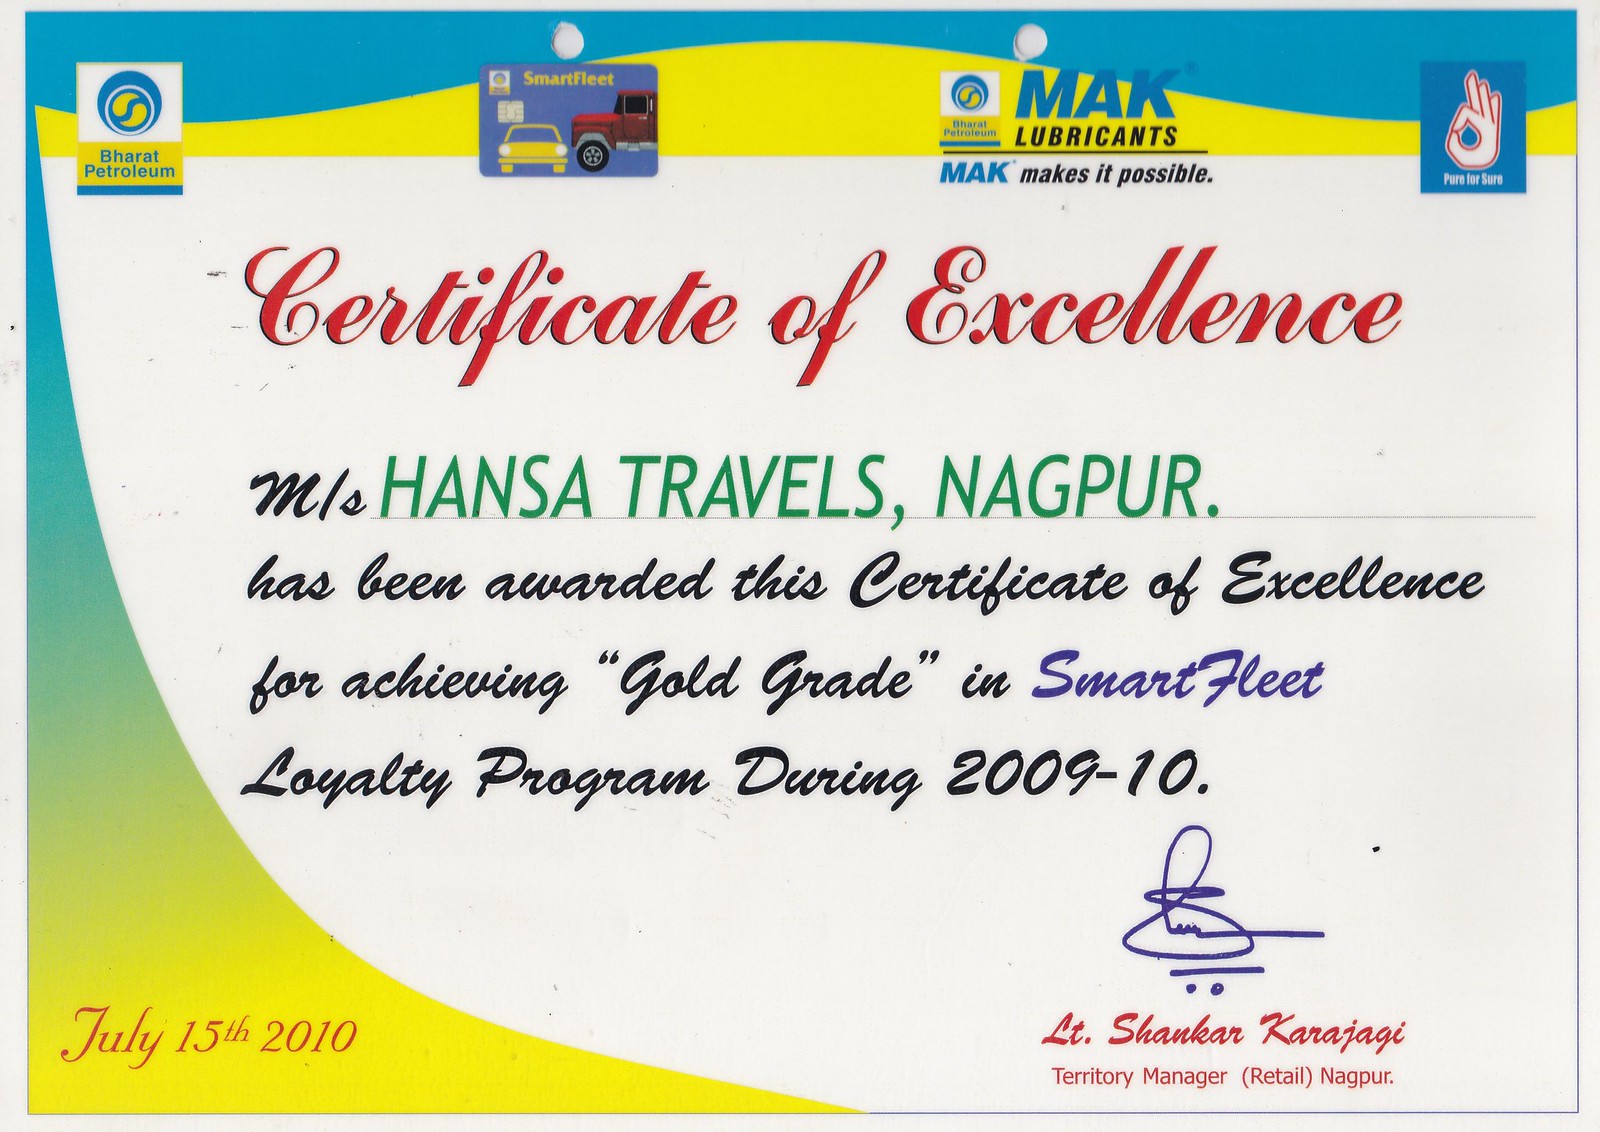 Bharat
Petroleum
SmartFleet
Bharat
Petroleum
MAK®
LUBRICANTS
MAK® makes it possible.
Pure for Sure
Certificate of Excellence
M/s HANSA TRAVELS, NAGPUR.
has been awarded this Certificate of Excellence
for achieving "Gold Grade" in SmartFleet
Loyalty Program During 2009-10.
July 15th 2010
Lt. Shankar Karajagi
Territory Manager (Retail) Nagpur.